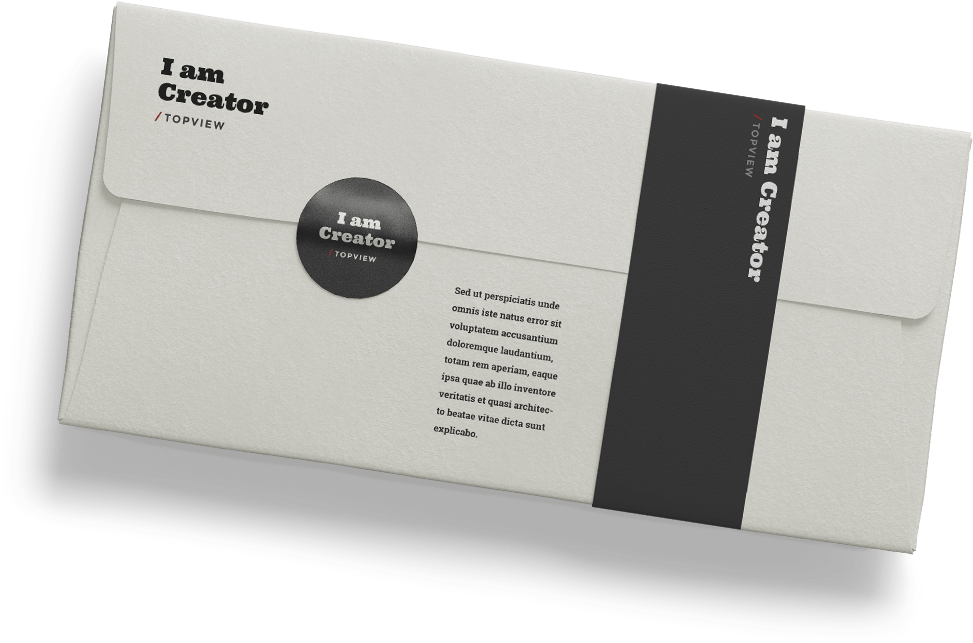 I am
Creator
/TOPVIEW
I am
Creator
/TOPVIEW
Sed ut perspiciatis unde
omnis iste natus error sit
voluptatem accusantium
doloremque laudantium,
totam rem aperiam, eaque
ipsa quae ab illo inventore
veritatis et quasi architec-
to beatae vitae dicta sunt
explicabo.
I am Creator
/TOPVIEW